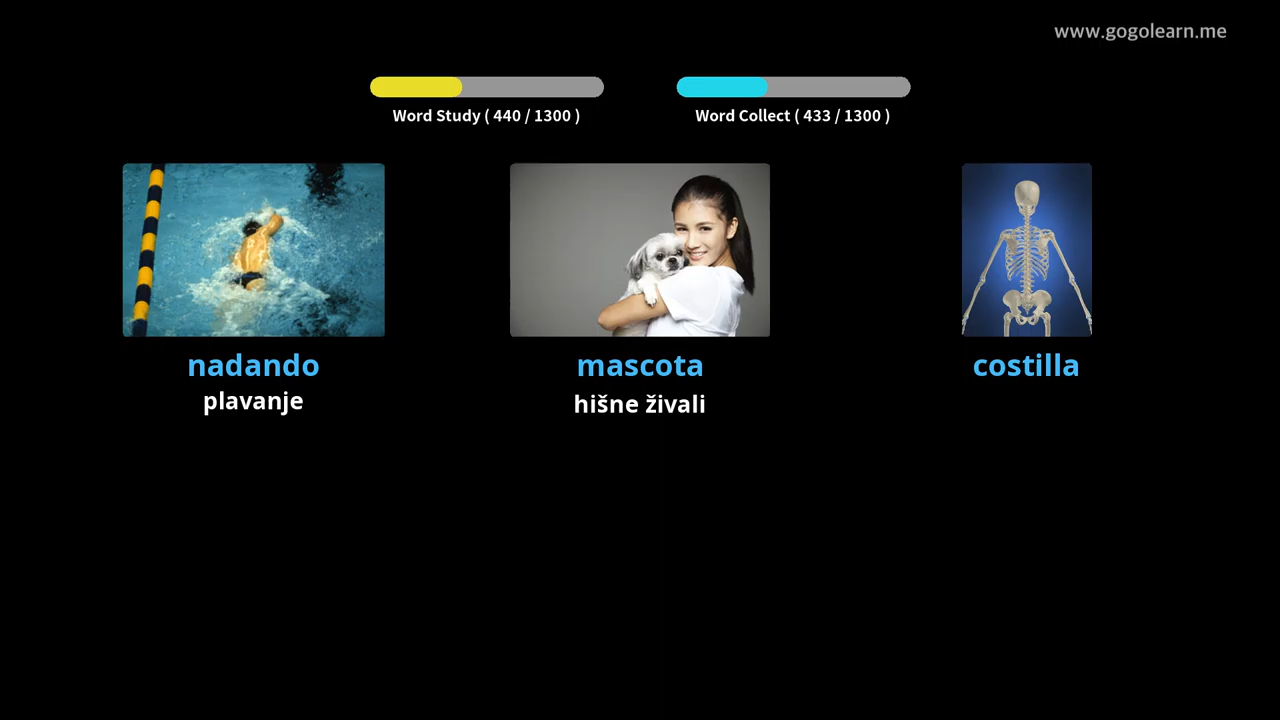 www.gogolearn.me
Word Study ( 440 / 1300 )
Word Collect ( 433 / 1300 )
nadando
mascota
costilla
plavanje
hišne živali